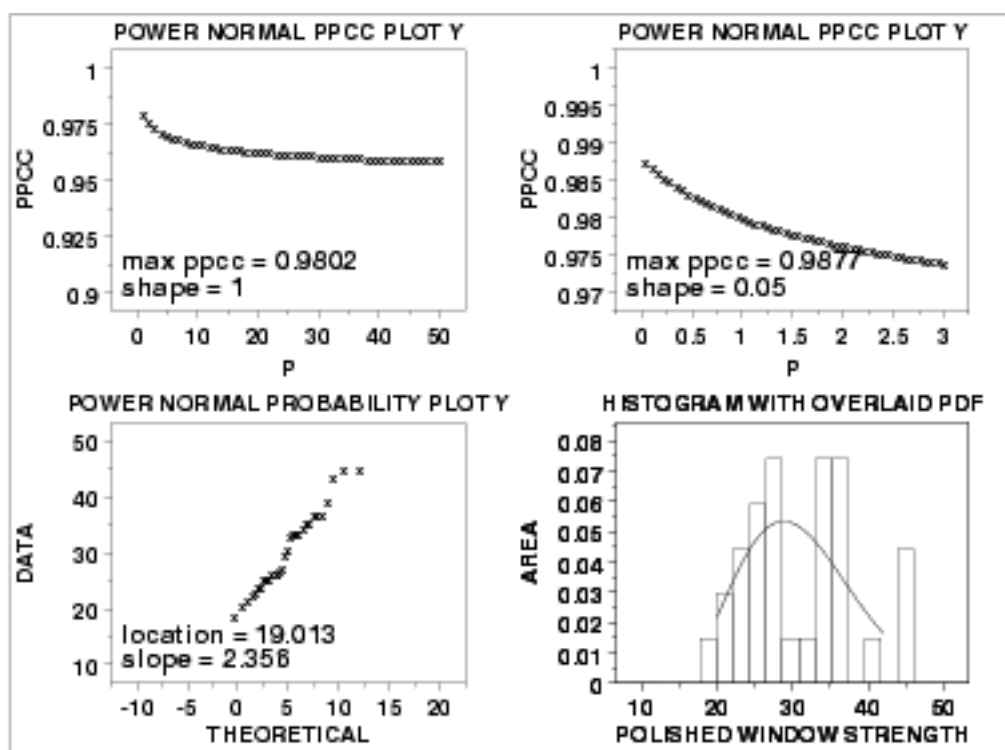 POWER NORMAL PPCC PLOT Y
1
0.975
0.95
0.925
0.9
PPCC
max ppcc = 0.9802
shape = 1
0 10 20 30 40 50
P
POWER NORMAL PPCC PLOT Y
1
0.995
0.99
0.985
0.98
0.975
0.97
PPCC
max ppcc = 0.9877
shape = 0.05
0 0.5 1 1.5 2 2.5 3
P
POWER NORMAL PROBABILITY PLOT Y
50
40
30
20
10
DATA
location = 19.013
slope = 2.356
-10 -5 0 5 10 15 20
THEORETICAL
HISTOGRAM WITH OVERLAID PDF
0.08
0.07
0.06
0.05
0.04
0.03
0.02
0.01
0
AREA
10 20 30 40 50
POLISHED WINDOW STRENGTH